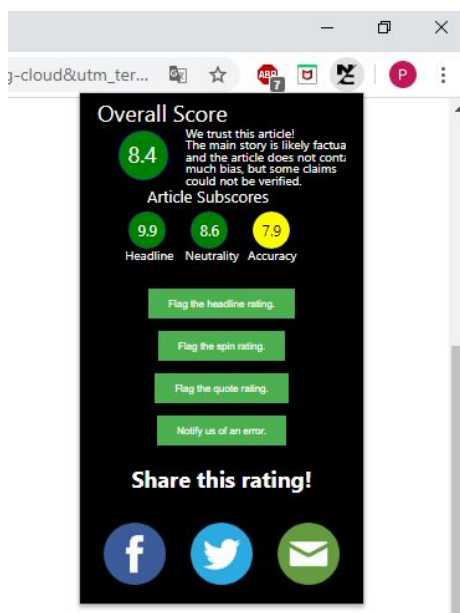 g-cloud&utm_ter...
ABP
7
P
Overall Score
8.4
We trust this article!
The main story is likely factua
and the article does not conta
much bias, but some claims
could not be verified.
Article Subscores
9.9 8.6 7.9
Headline Neutrality Accuracy
Flag the headline rating.
Flag the spin rating.
Flag the quote rating.
Notify us of an error.
Share this rating!
f